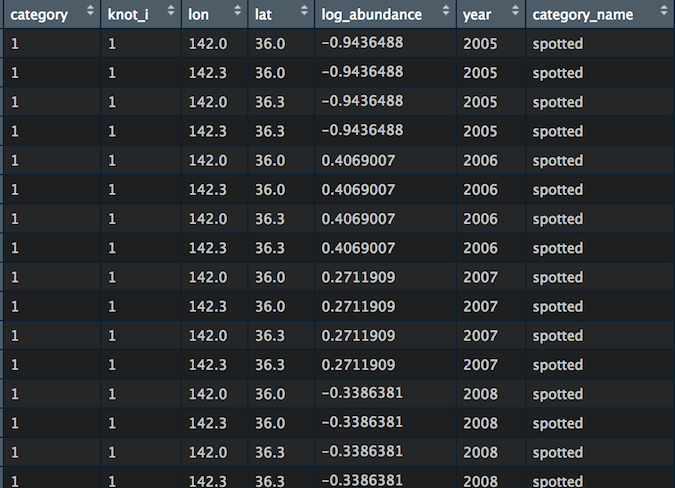 category knot_i lon lat log_abundance year category_name
1 1 142.0 36.0 -0.9436488 2005 spotted
1 1 142.3 36.0 -0.9436488 2005 spotted
1 1 142.0 36.3 -0.9436488 2005 spotted
1 1 142.3 36.3 -0.9436488 2005 spotted
1 1 142.0 36.0 0.4069007 2006 spotted
1 1 142.3 36.0 0.4069007 2006 spotted
1 1 142.0 36.3 0.4069007 2006 spotted
1 1 142.3 36.3 0.4069007 2006 spotted
1 1 142.0 36.0 0.2711909 2007 spotted
1 1 142.3 36.0 0.2711909 2007 spotted
1 1 142.0 36.3 0.2711909 2007 spotted
1 1 142.3 36.3 0.2711909 2007 spotted
1 1 142.0 36.0 -0.3386381 2008 spotted
1 1 142.3 36.0 -0.3386381 2008 spotted
1 1 142.0 36.3 -0.3386381 2008 spotted
1 1 142.3 36.3 -0.3386381 2008 spotted